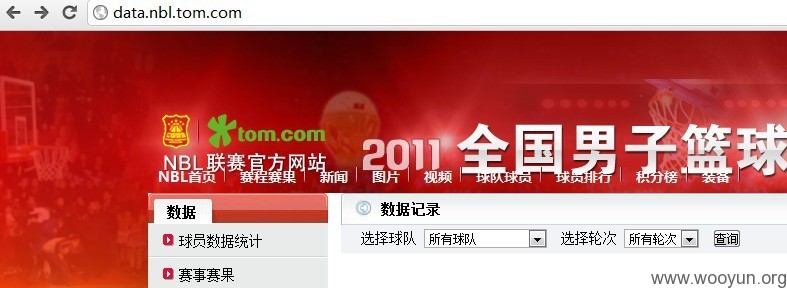 data.nbl.tom.com
tom.com
NBL联赛官方网站
2011 全国男子篮球
NBL首页 赛程赛果 新闻 图片 视频 球队球员 球员排行 积分榜 装备
数据
数据记录
选择球队 所有球队 选择轮次 所有轮次 查询
球员数据统计
赛事赛果
www.wooyun.org